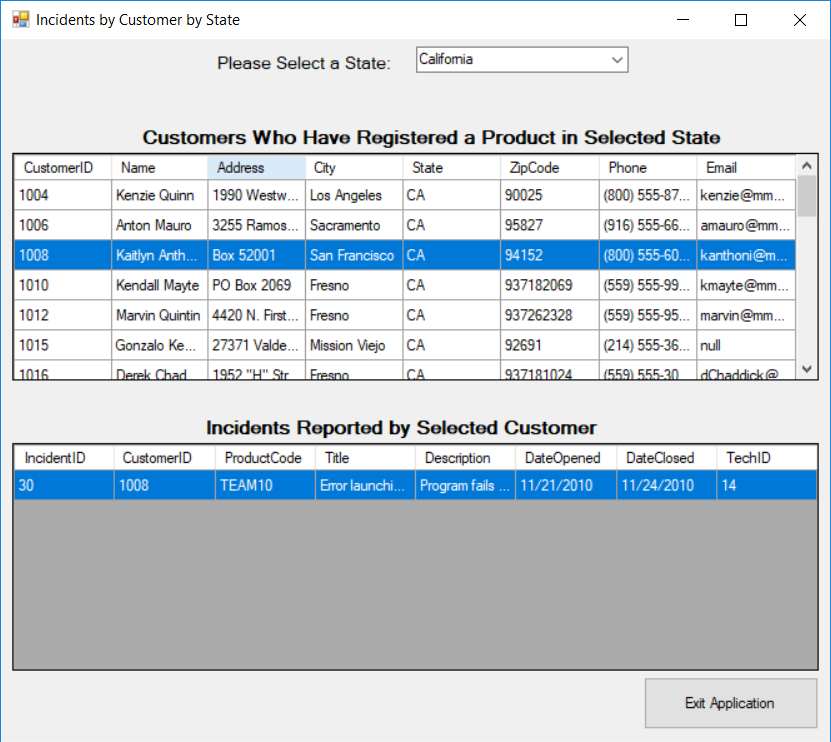 Incidents by Customer by State
Please Select a State: California
Customers Who Have Registered a Product in Selected State
CustomerID Name Address City State ZipCode Phone Email
1004 Kenzie Quinn 1990 Westw... Los Angeles CA 90025 (800) 555-87... kenzie@mm...
1006 Anton Mauro 3255 Ramos... Sacramento CA 95827 (916) 555-66... amauro@mm...
1008 Kaitlyn Anth... Box 52001 San Francisco CA 94152 (800) 555-60... kanthoni@m...
1010 Kendall Mayte PO Box 2069 Fresno CA 937182069 (559) 555-99... kmayte@mm...
1012 Marvin Quintin 4420 N. First... Fresno CA 937262328 (559) 555-95... marvin@mm...
1015 Gonzalo Ke... 27371 Valde... Mission Viejo CA 92691 (214) 555-36... null
1016 Derek Chad 1952 "H" Str Fresno CA 937181024 (559) 555-30 dChaddick@
Incidents Reported by Selected Customer
IncidentID CustomerID ProductCode Title Description DateOpened DateClosed TechID
30 1008 TEAM10 Error launchi... Program fails ... 11/21/2010 11/24/2010 14
Exit Application